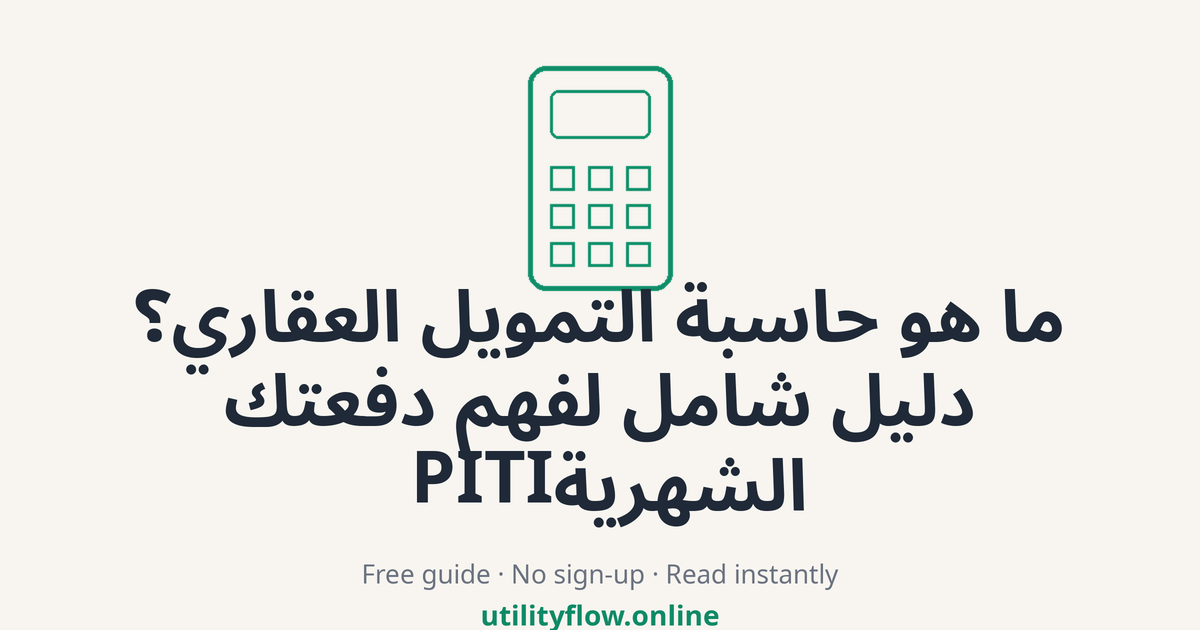 ما هو حاسبة التمويل العقاري؟
دليل شامل لفهم دفعتك
الشهريةPITI
Free guide · No sign-up · Read instantly
utilityflow.online